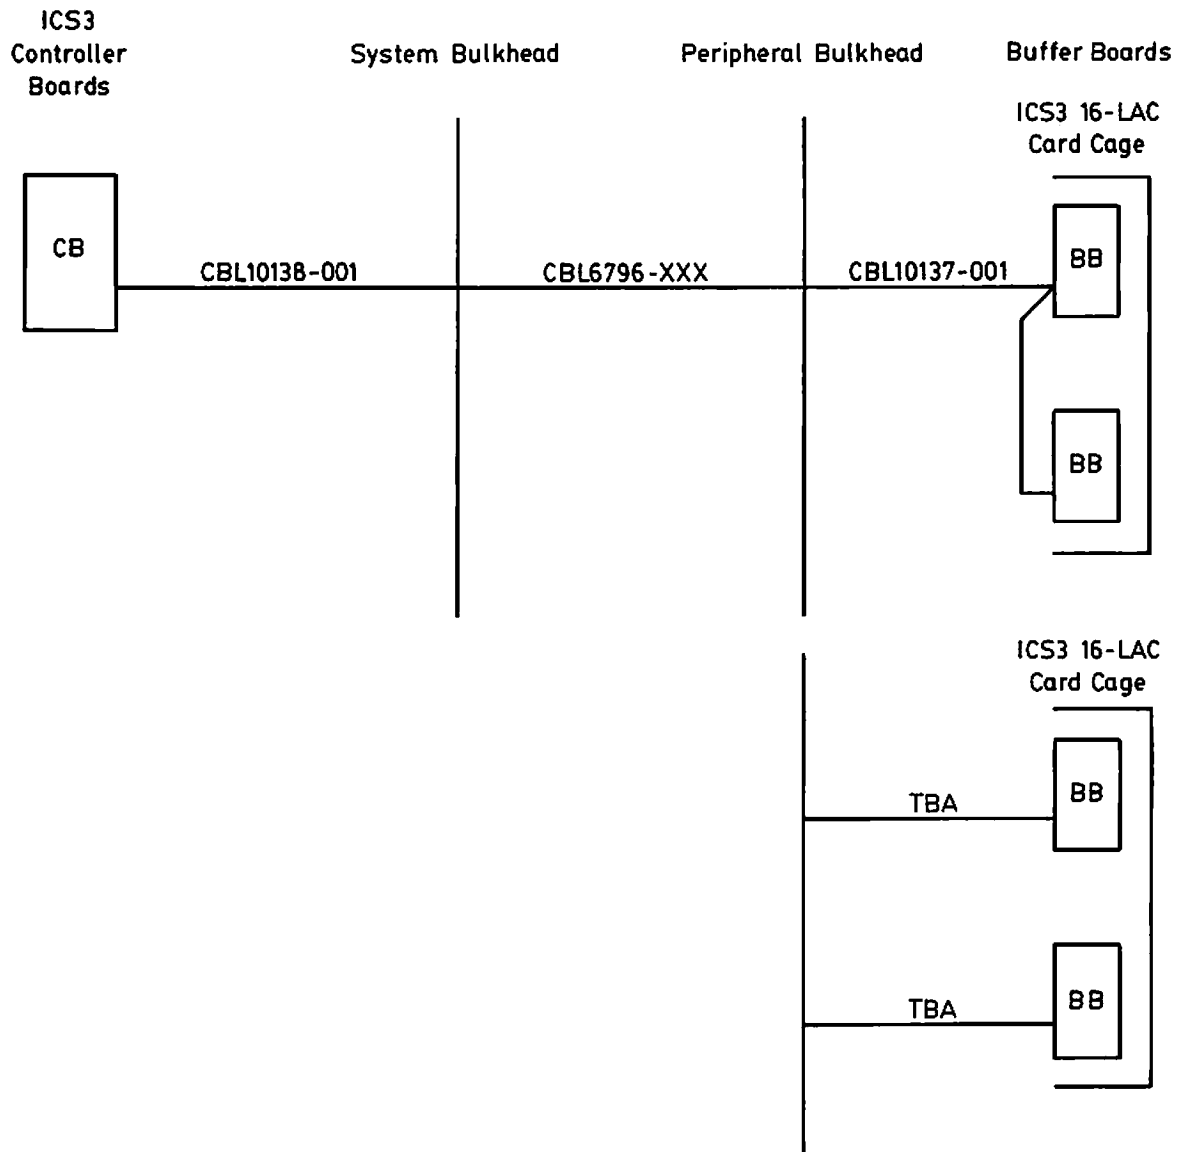 ICS3
Controller
Boards
System Bulkhead
Peripheral Bulkhead
Buffer Boards
ICS3 16-LAC
Card Cage
CB
CBL10138-001
CBL6796-XXX
CBL10137-001
BB
BB
ICS3 16-LAC
Card Cage
TBA
BB
TBA
BB